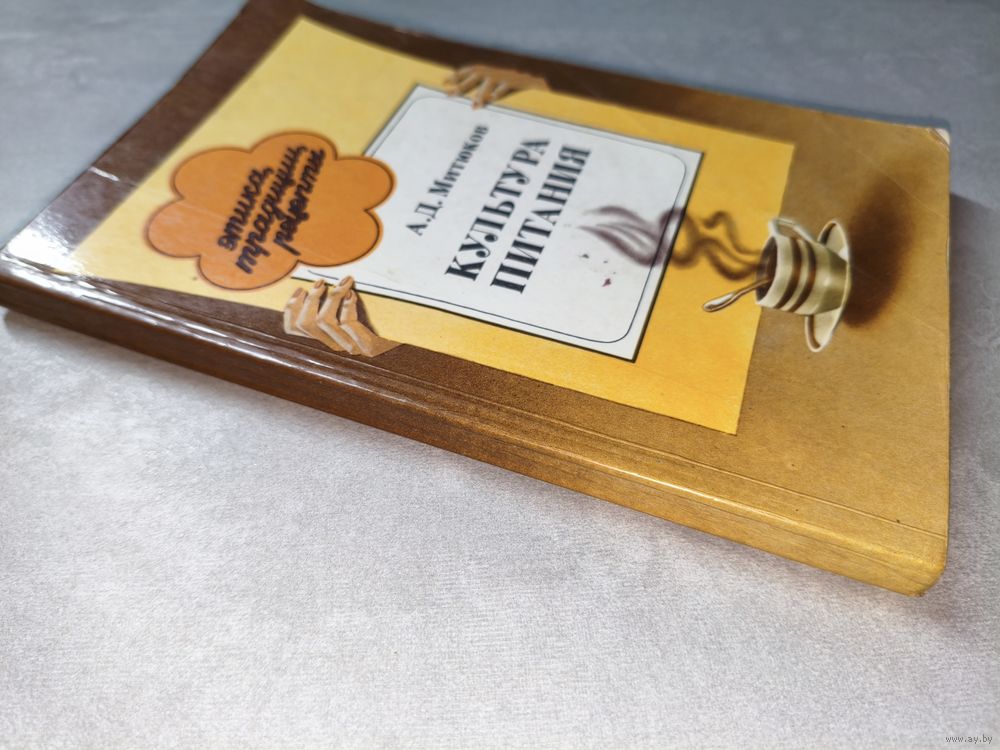 А.Д. Митюков
КУЛЬТУРА
ПИТАНИЯ
этика,
традиции,
рецепты
www.ay.by